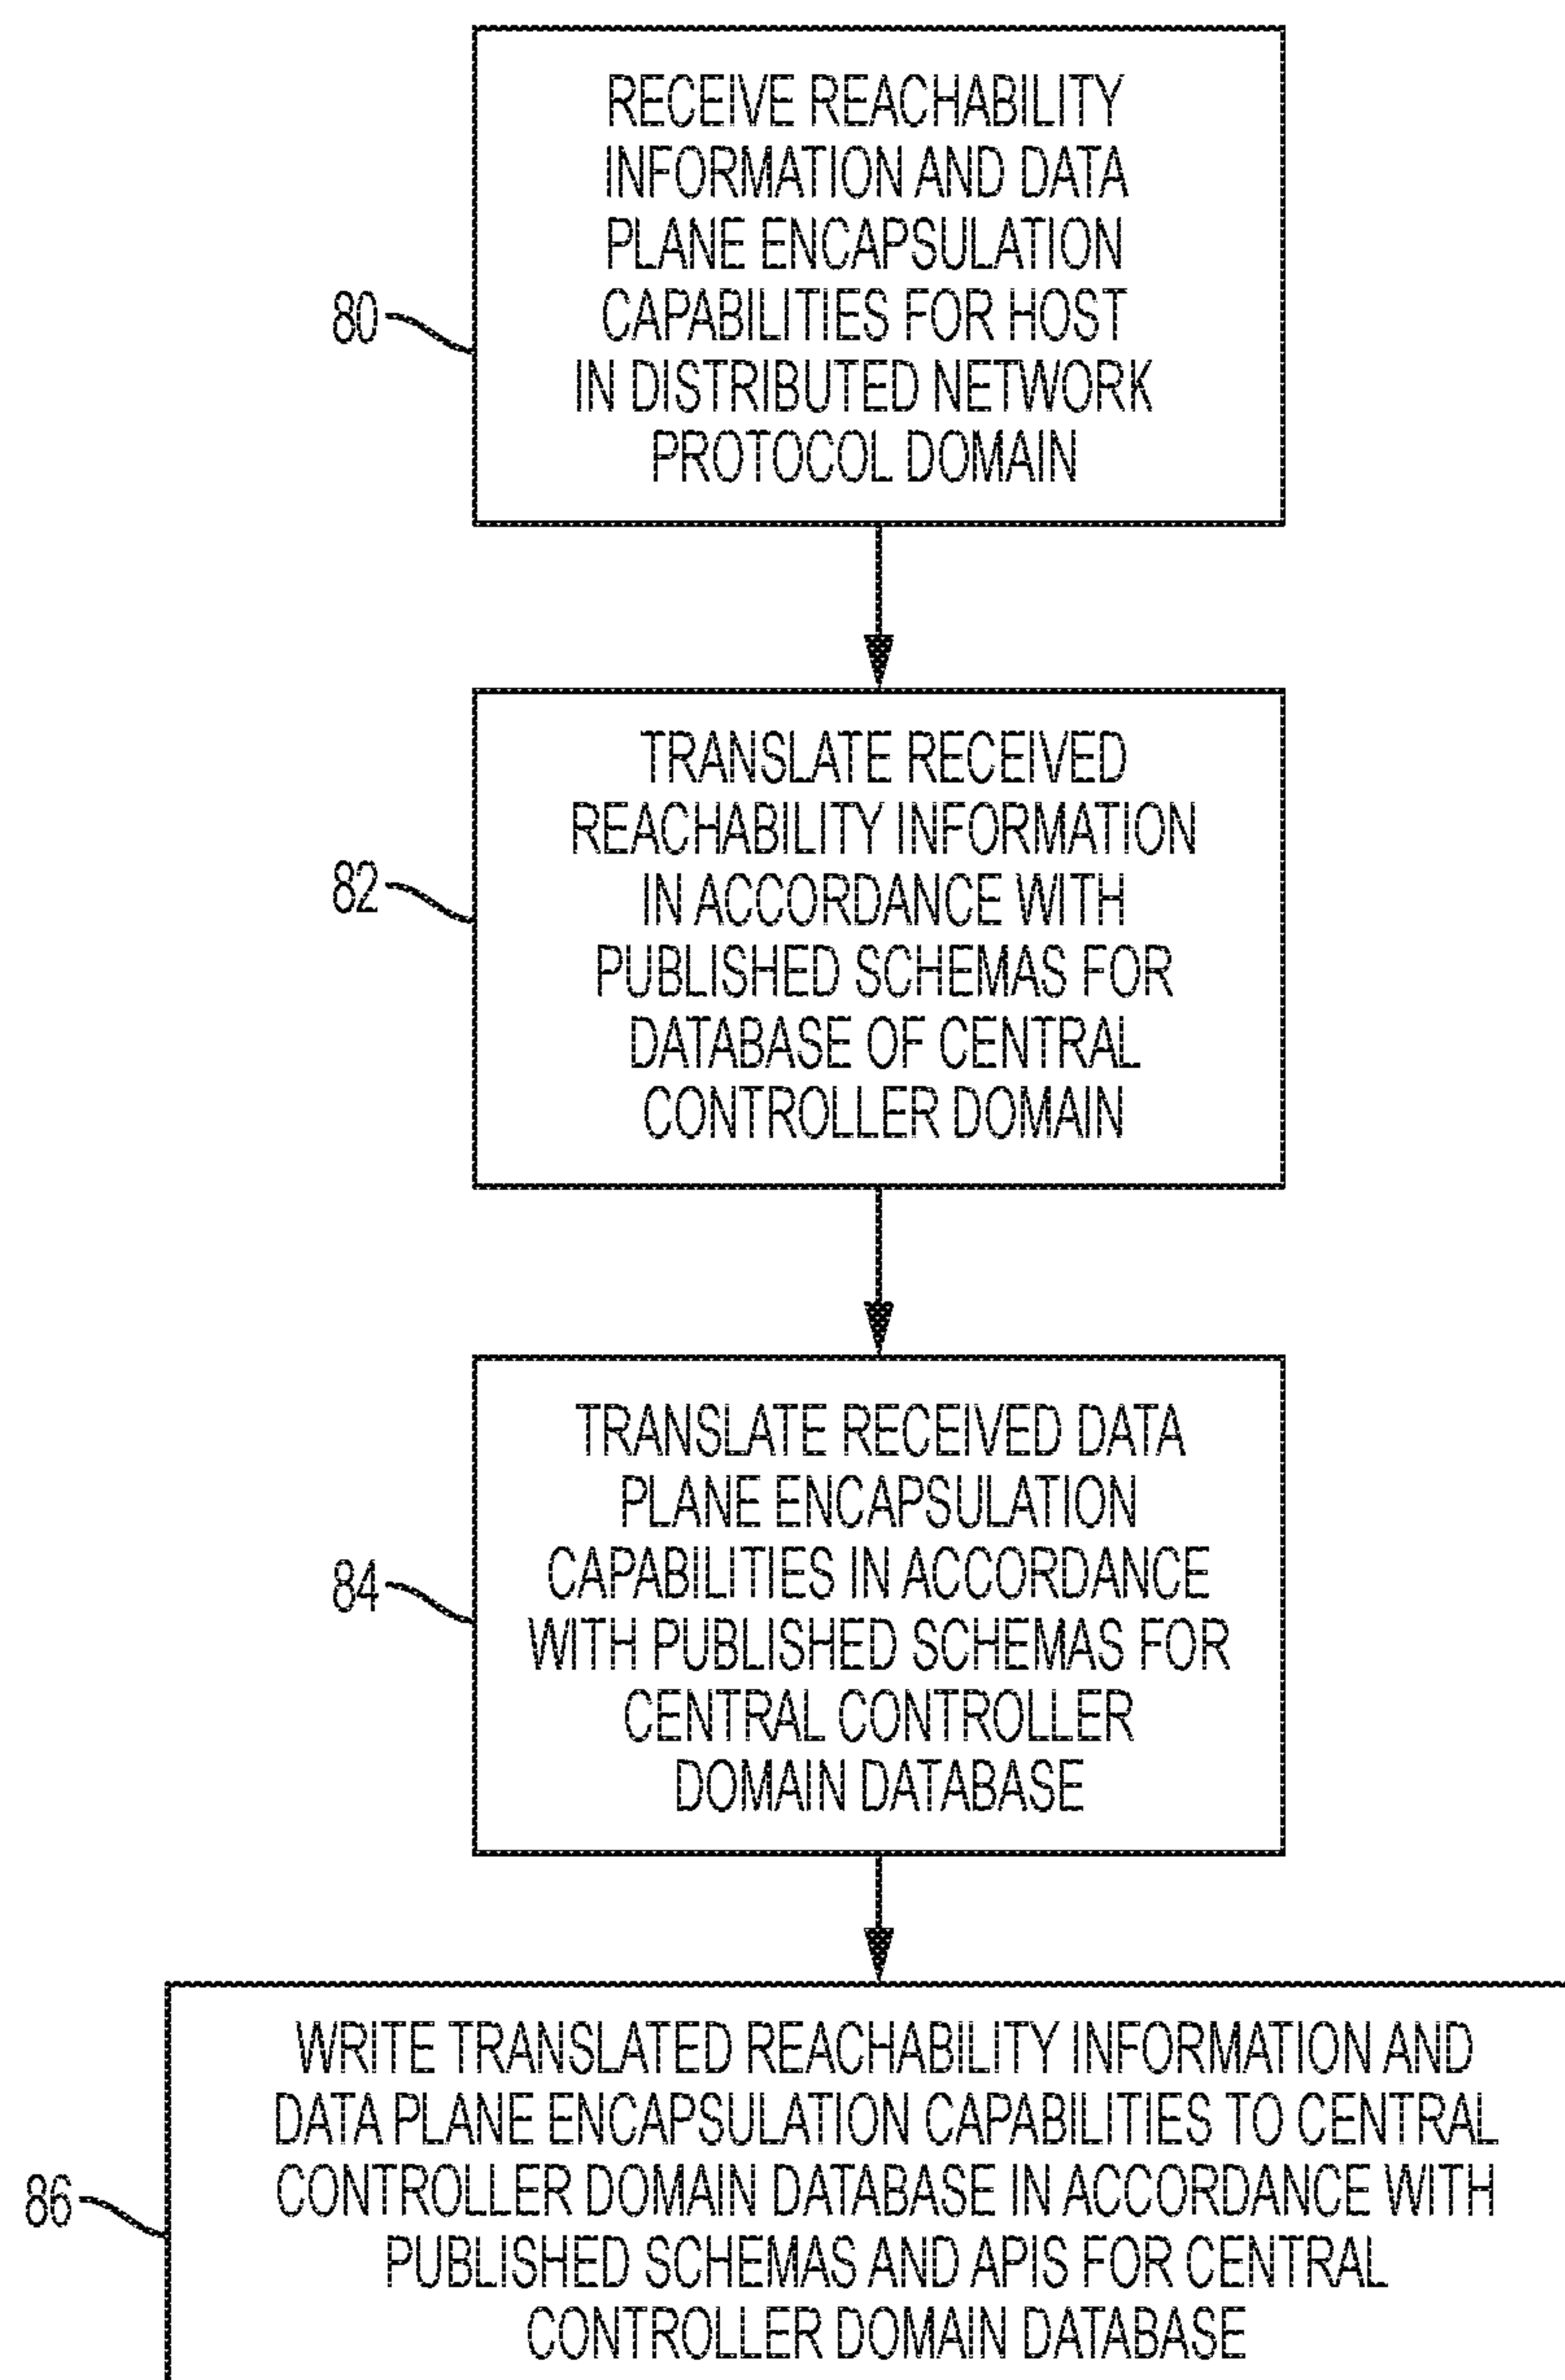 RECEIVE REACHABILITY
INFORMATION AND DATA
PLANE ENCAPSULATION
CAPABILITIES FOR HOST
IN DISTRIBUTED NETWORK
PROTOCOL DOMAIN
80
TRANSLATE RECEIVED
REACHABILITY INFORMATION
IN ACCORDANCE WITH
PUBLISHED SCHEMAS FOR
DATABASE OF CENTRAL
CONTROLLER DOMAIN
82
TRANSLATE RECEIVED DATA
PLANE ENCAPSULATION
CAPABILITIES IN ACCORDANCE
WITH PUBLISHED SCHEMAS FOR
CENTRAL CONTROLLER
DOMAIN DATABASE
84
WRITE TRANSLATED REACHABILITY INFORMATION AND
DATA PLANE ENCAPSULATION CAPABILITIES TO CENTRAL
CONTROLLER DOMAIN DATABASE IN ACCORDANCE WITH
PUBLISHED SCHEMAS AND APIS FOR CENTRAL
CONTROLLER DOMAIN DATABASE
86